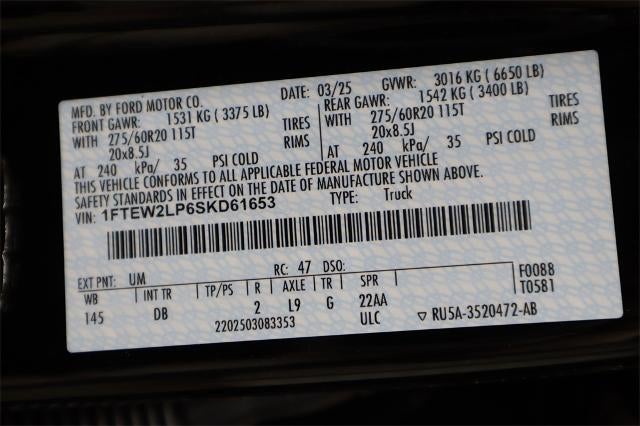 MFD. BY FORD MOTOR CO. DATE: 03/25 GVWR: 3016 KG ( 6650 LB)
FRONT GAWR: 1531 KG ( 3375 LB) REAR GAWR: 1542 KG ( 3400 LB)
WITH 275/60R20 115T TIRES WITH 275/60R20 115T TIRES
20x8.5J RIMS 20x8.5J RIMS
AT 240 kPa/ 35 PSI COLD AT 240 kPa/ 35 PSI COLD
THIS VEHICLE CONFORMS TO ALL APPLICABLE FEDERAL MOTOR VEHICLE
SAFETY STANDARDS IN EFFECT ON THE DATE OF MANUFACTURE SHOWN ABOVE.
VIN: 1FTEW2LP6SKD61653 TYPE: Truck
EXT PNT: UM RC: 47 DSO: F0088
WB INT TR TP/PS R AXLE TR SPR T0581
145 DB 2 L9 G 22AA
2202503083353 ULC ▽ RU5A-3520472-AB